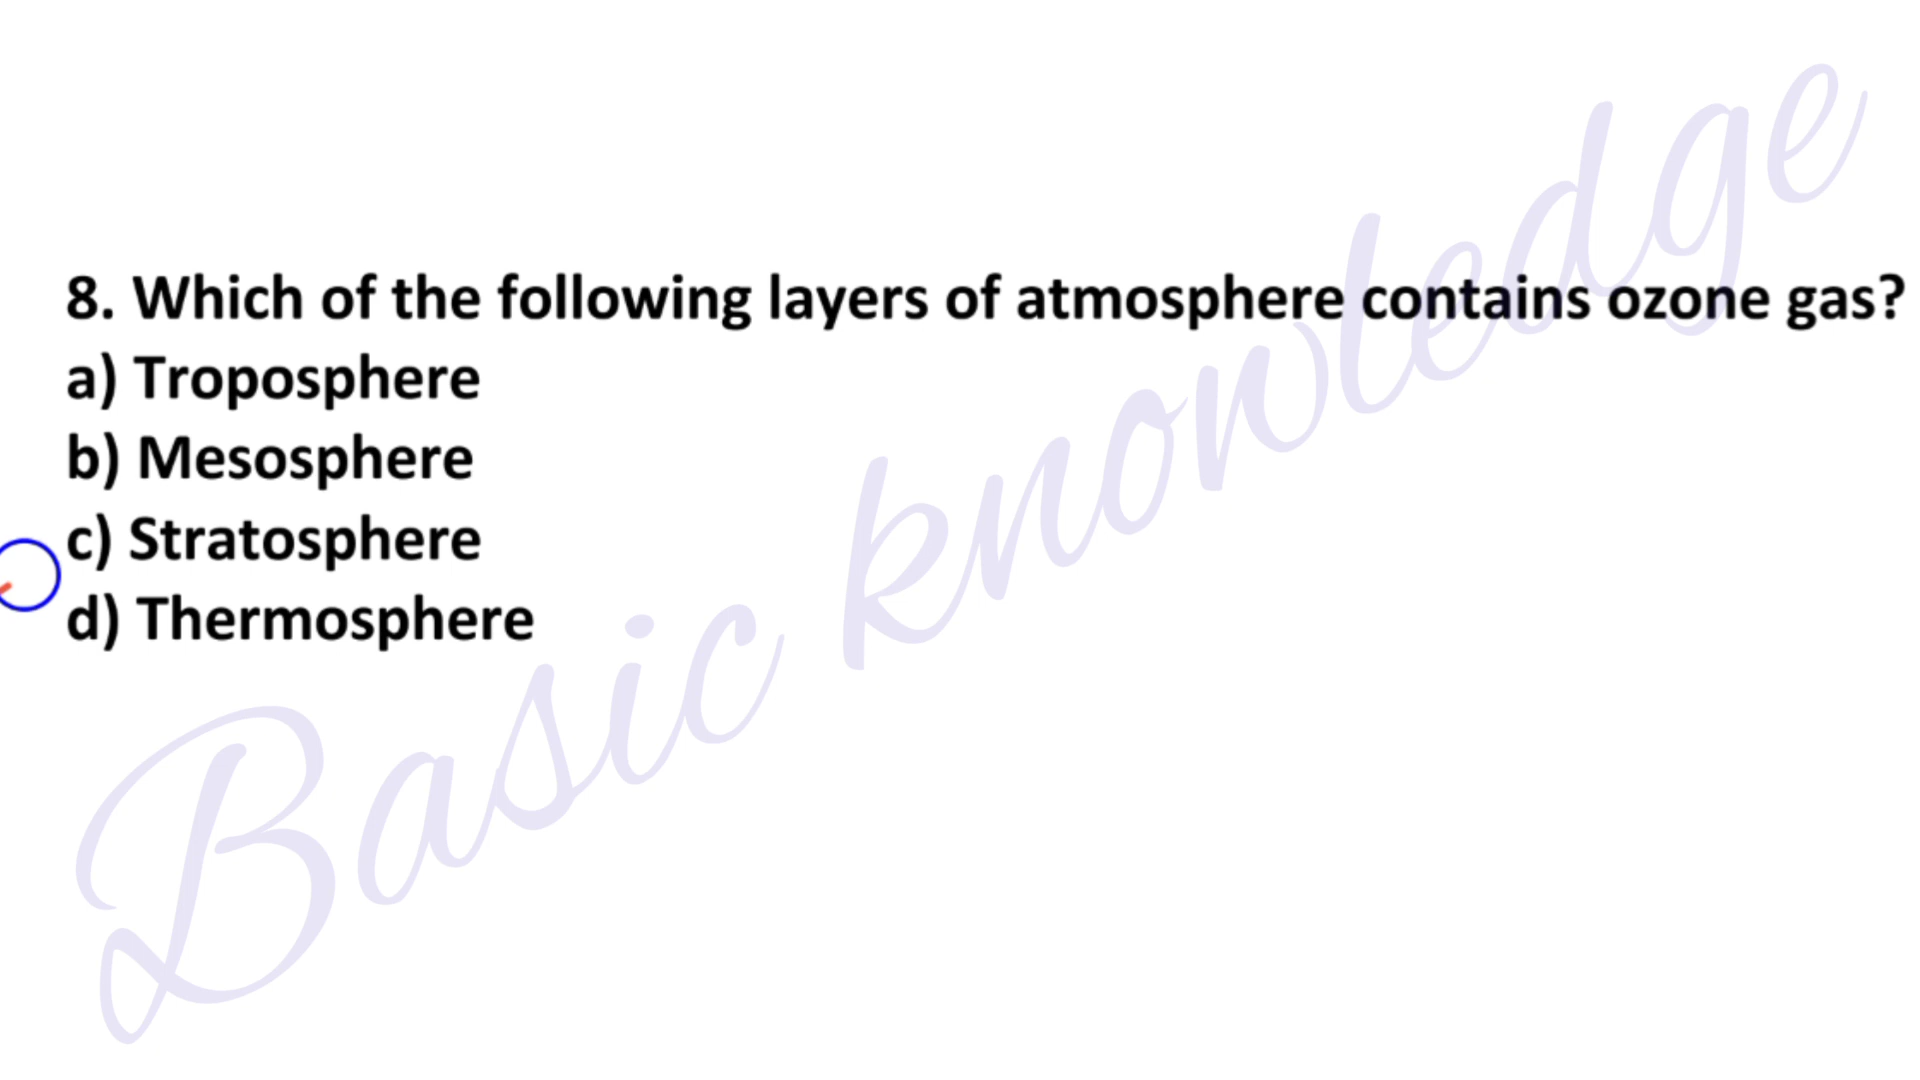 8. Which of the following layers of atmosphere contains ozone gas?
a) Troposphere
b) Mesosphere
c) Stratosphere
d) Thermosphere
Basic knowledge